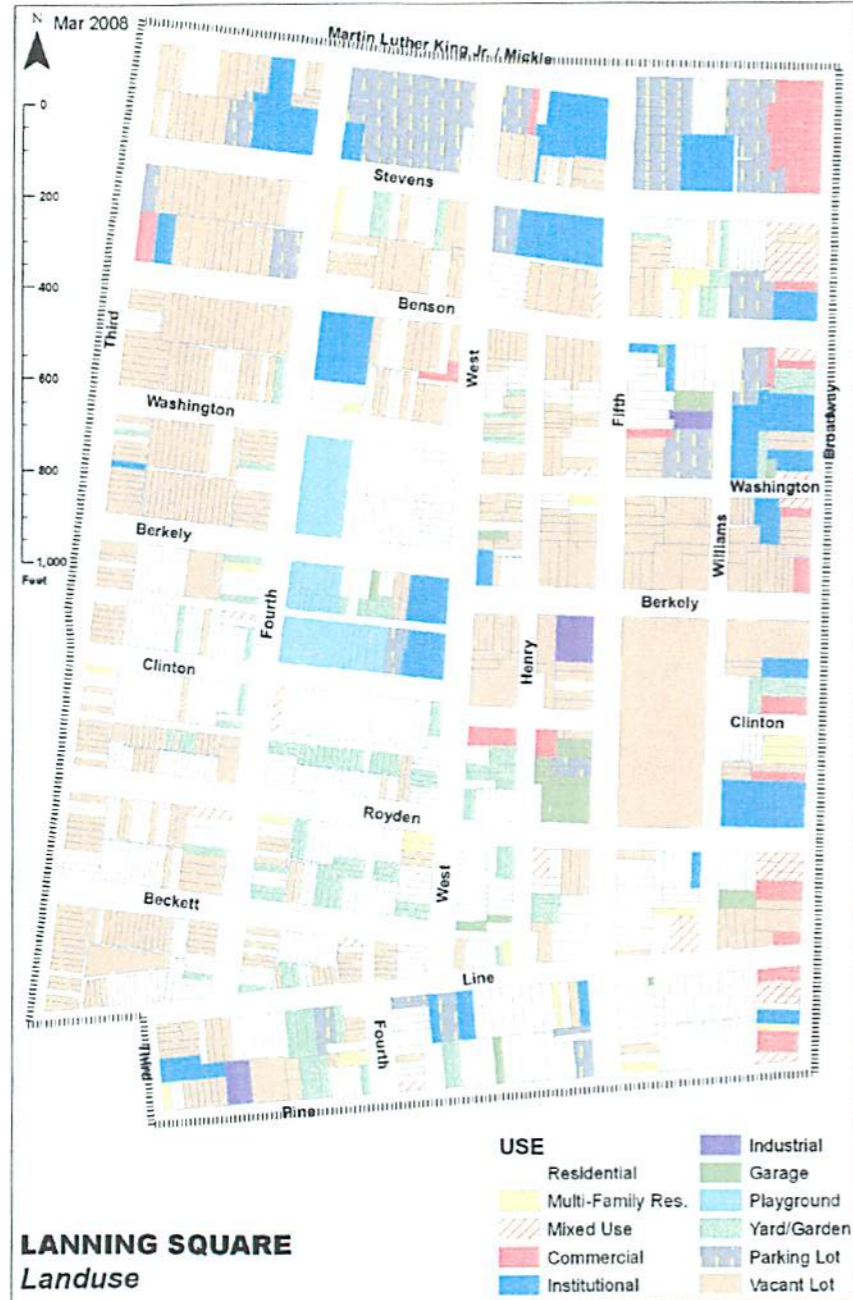 N Mar 2008
Martin Luther King Jr. / Mickle
0
200
400
600
800
1,000
Feet
Stevens
Benson
Third
West
Fifth
Broadway
Washington
Washington
Williams
Berkely
Berkely
Fourth
Henry
Clinton
Clinton
Royden
West
Beckett
Line
Third
Fourth
Pine
USE
Residential
Multi-Family Res.
Mixed Use
Commercial
Institutional
Industrial
Garage
Playground
Yard/Garden
Parking Lot
Vacant Lot
LANNING SQUARE
Landuse